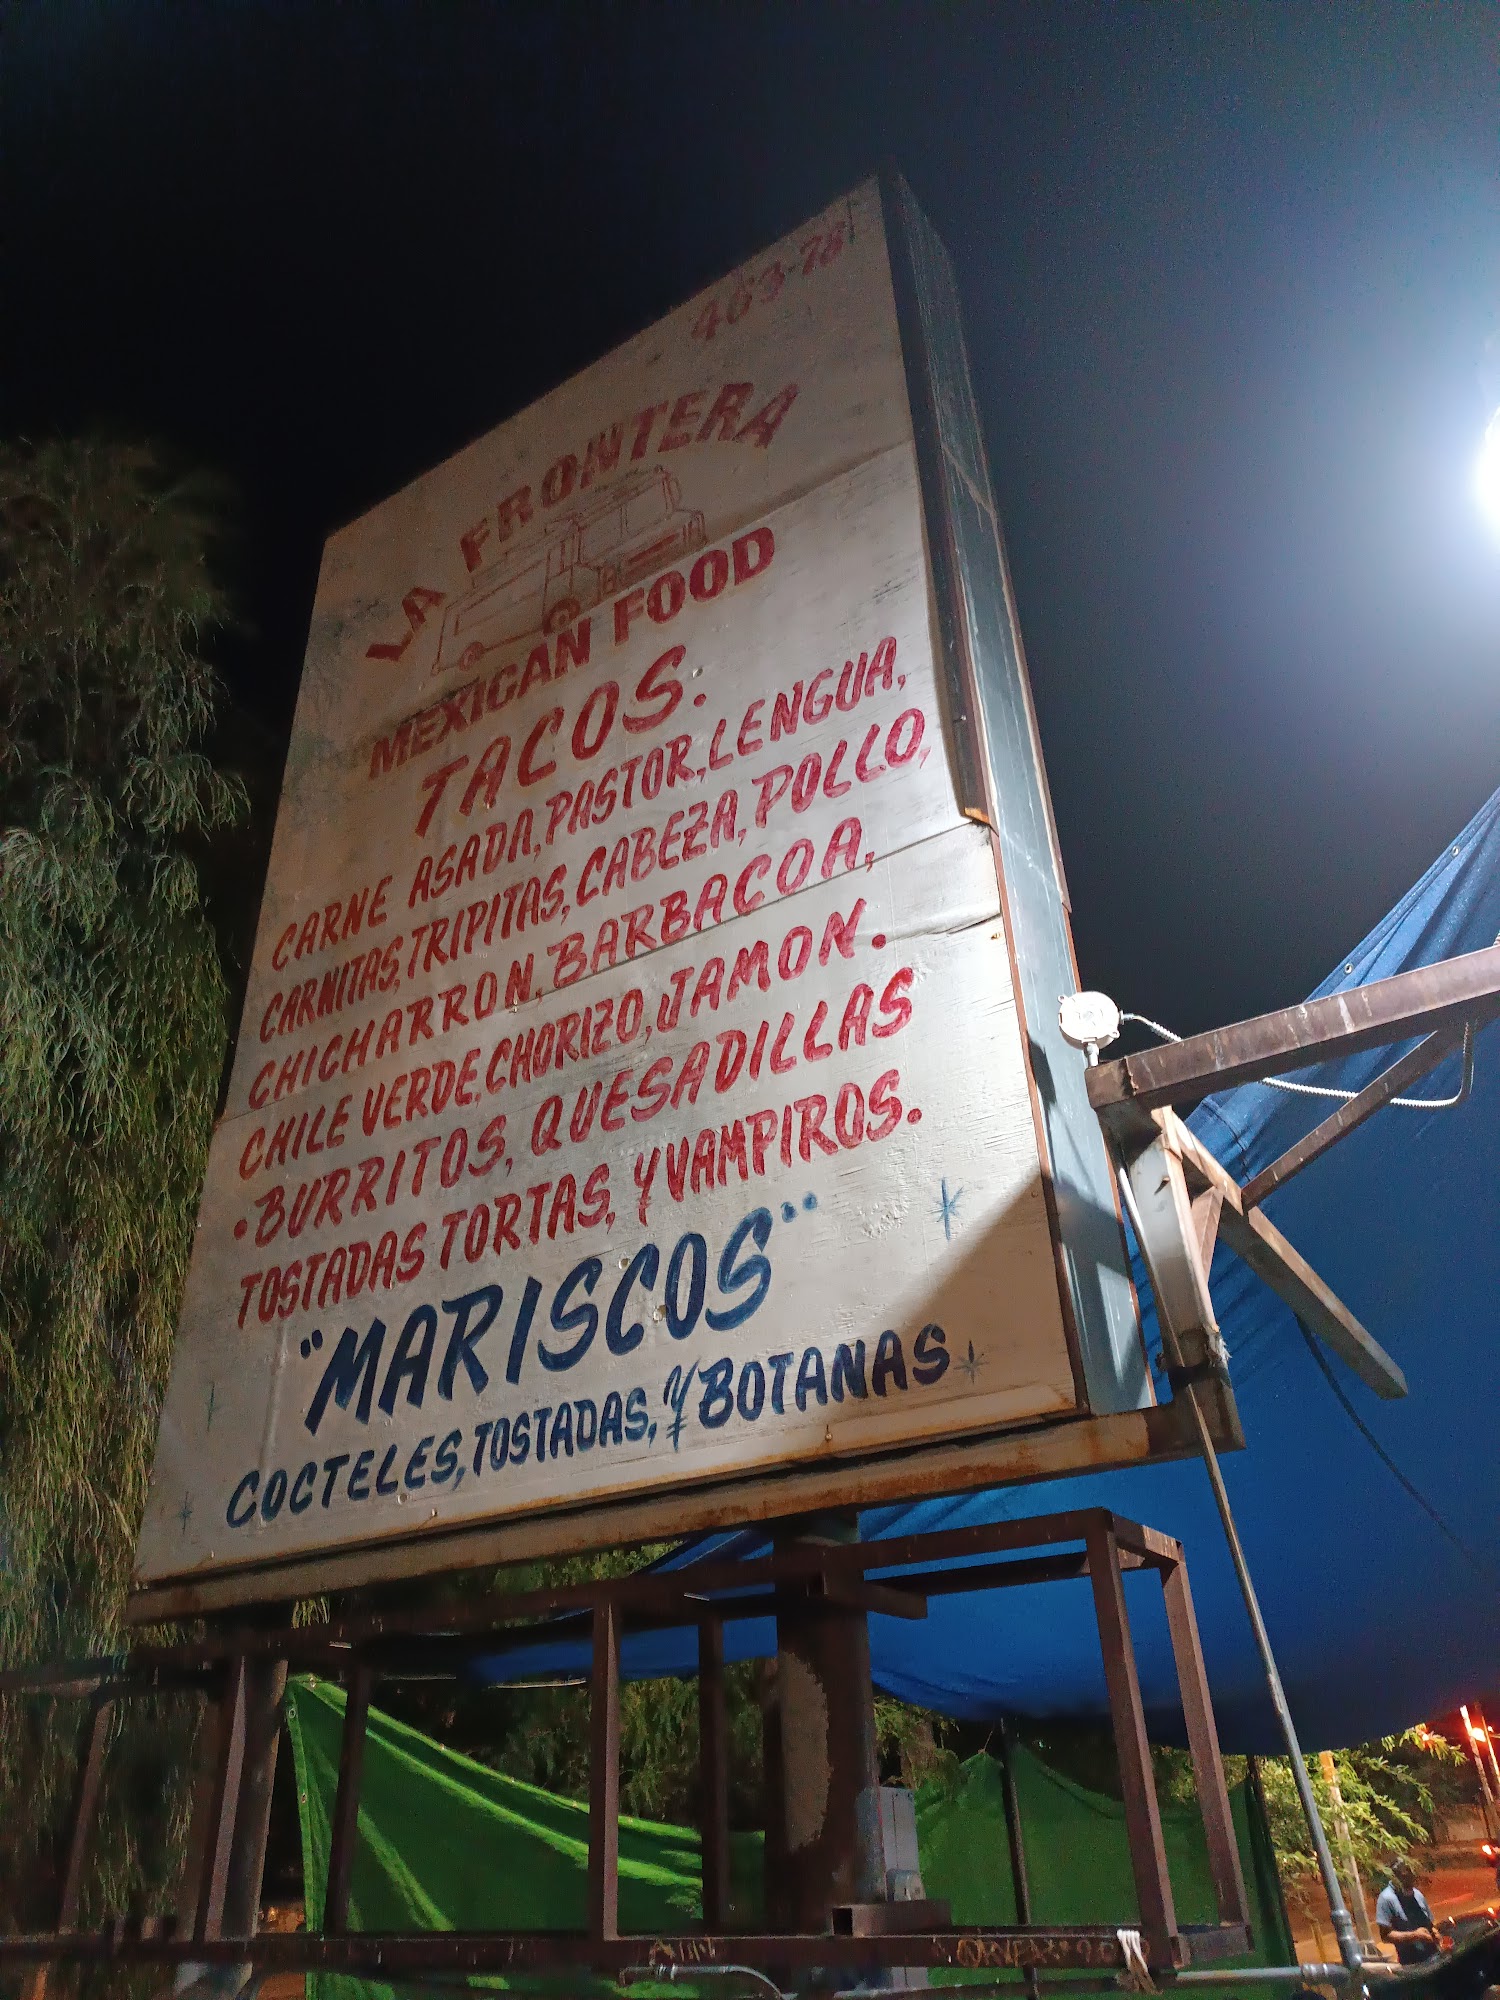 463-78
LA FRONTERA
MEXICAN FOOD
TACOS.
CARNE ASADA, PASTOR, LENGUA,
CARNITAS, TRIPITAS, CABEZA, POLLO,
CHICHARRON, BARBACOA,
CHILE VERDE, CHORIZO, JAMON.
• BURRITOS, QUESADILLAS
TOSTADAS TORTAS, Y VAMPIROS.
"MARISCOS"
COCTELES, TOSTADAS, Y BOTANAS